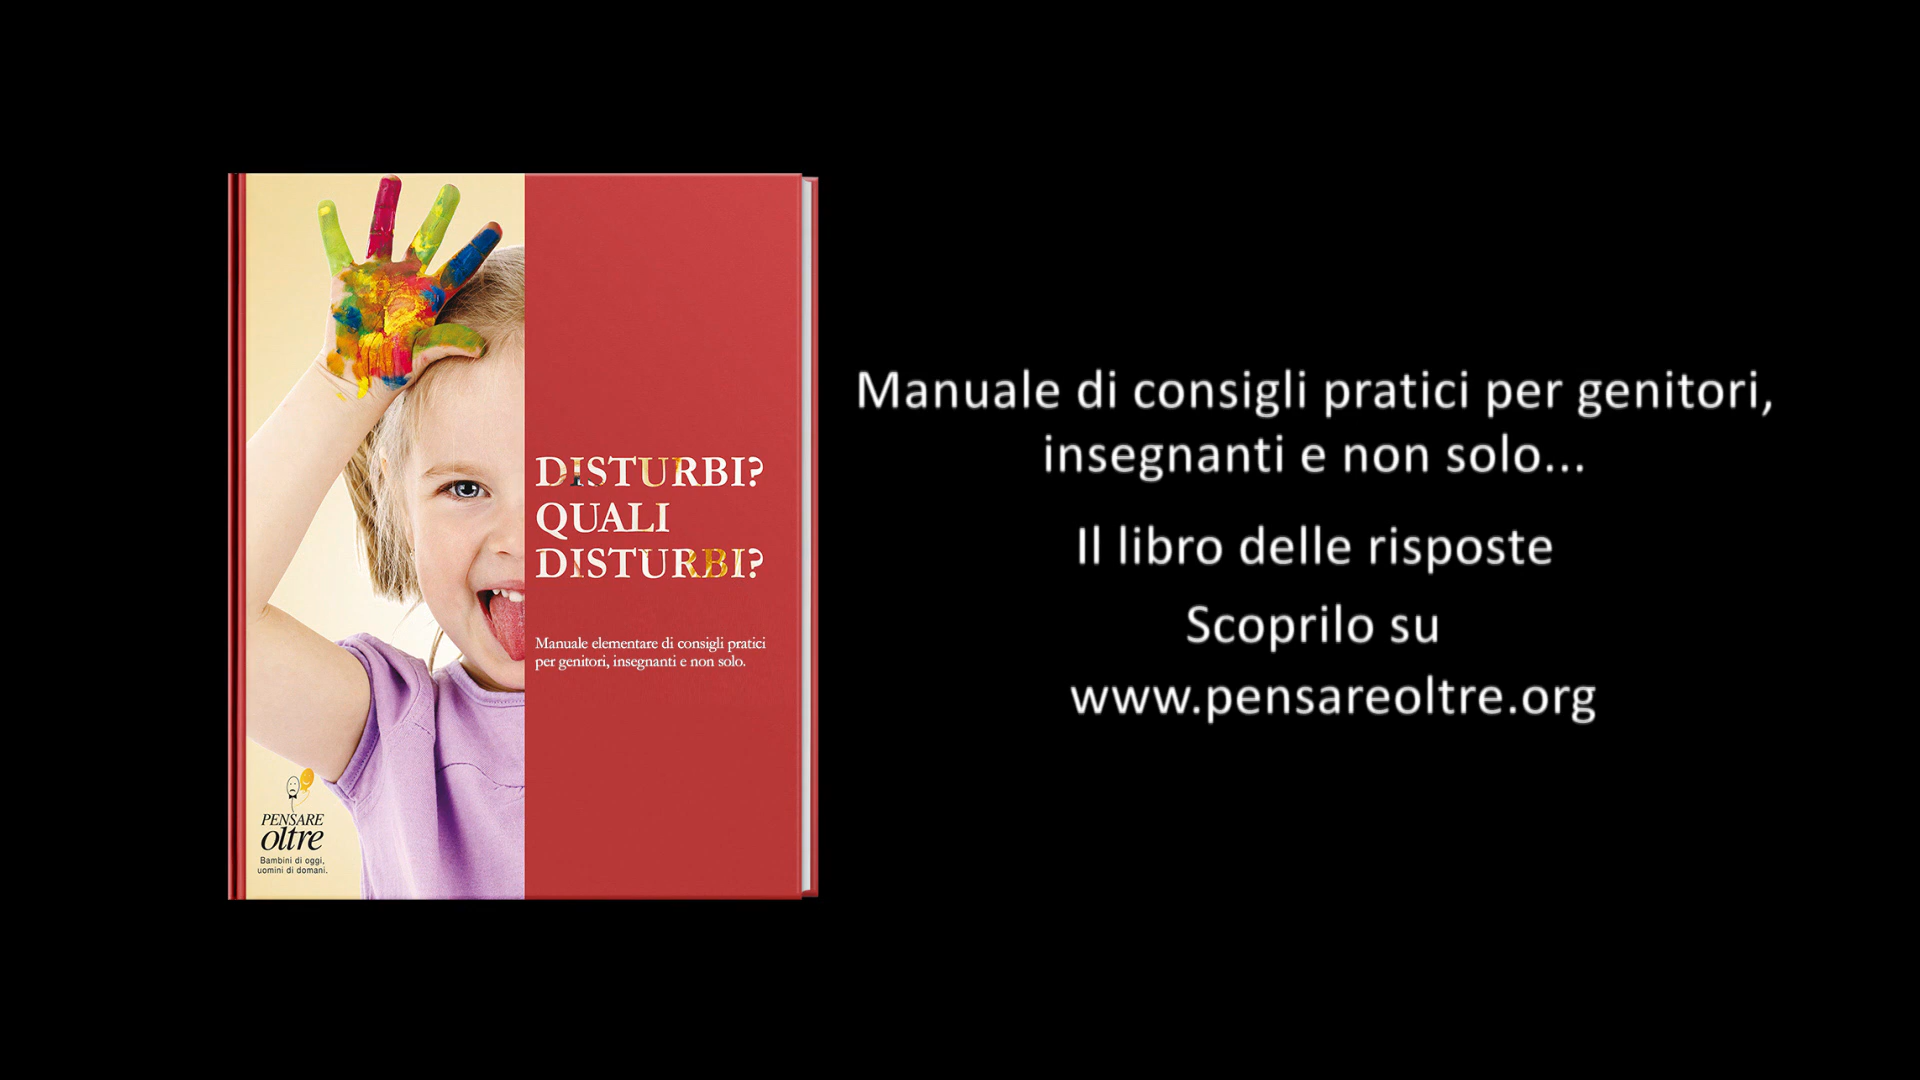 DISTURBI?
QUALI
DISTURBI?
Manuale elementare di consigli pratici
per genitori, insegnanti e non solo.
PENSARE
oltre
Bambini di oggi,
uomini di domani.
Manuale di consigli pratici per genitori,
insegnanti e non solo...
Il libro delle risposte
Scoprilo su
www.pensareoltre.org